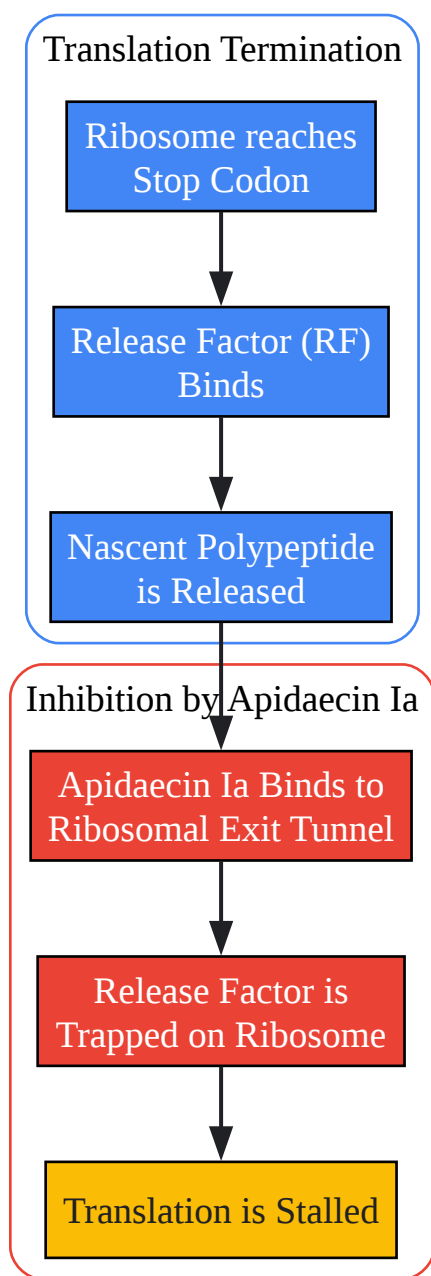 Translation Termination
Ribosome reaches
Stop Codon
Release Factor (RF)
Binds
Nascent Polypeptide
is Released
Inhibition by Apidaecin Ia
Apidaecin Ia Binds to
Ribosomal Exit Tunnel
Release Factor is
Trapped on Ribosome
Translation is Stalled